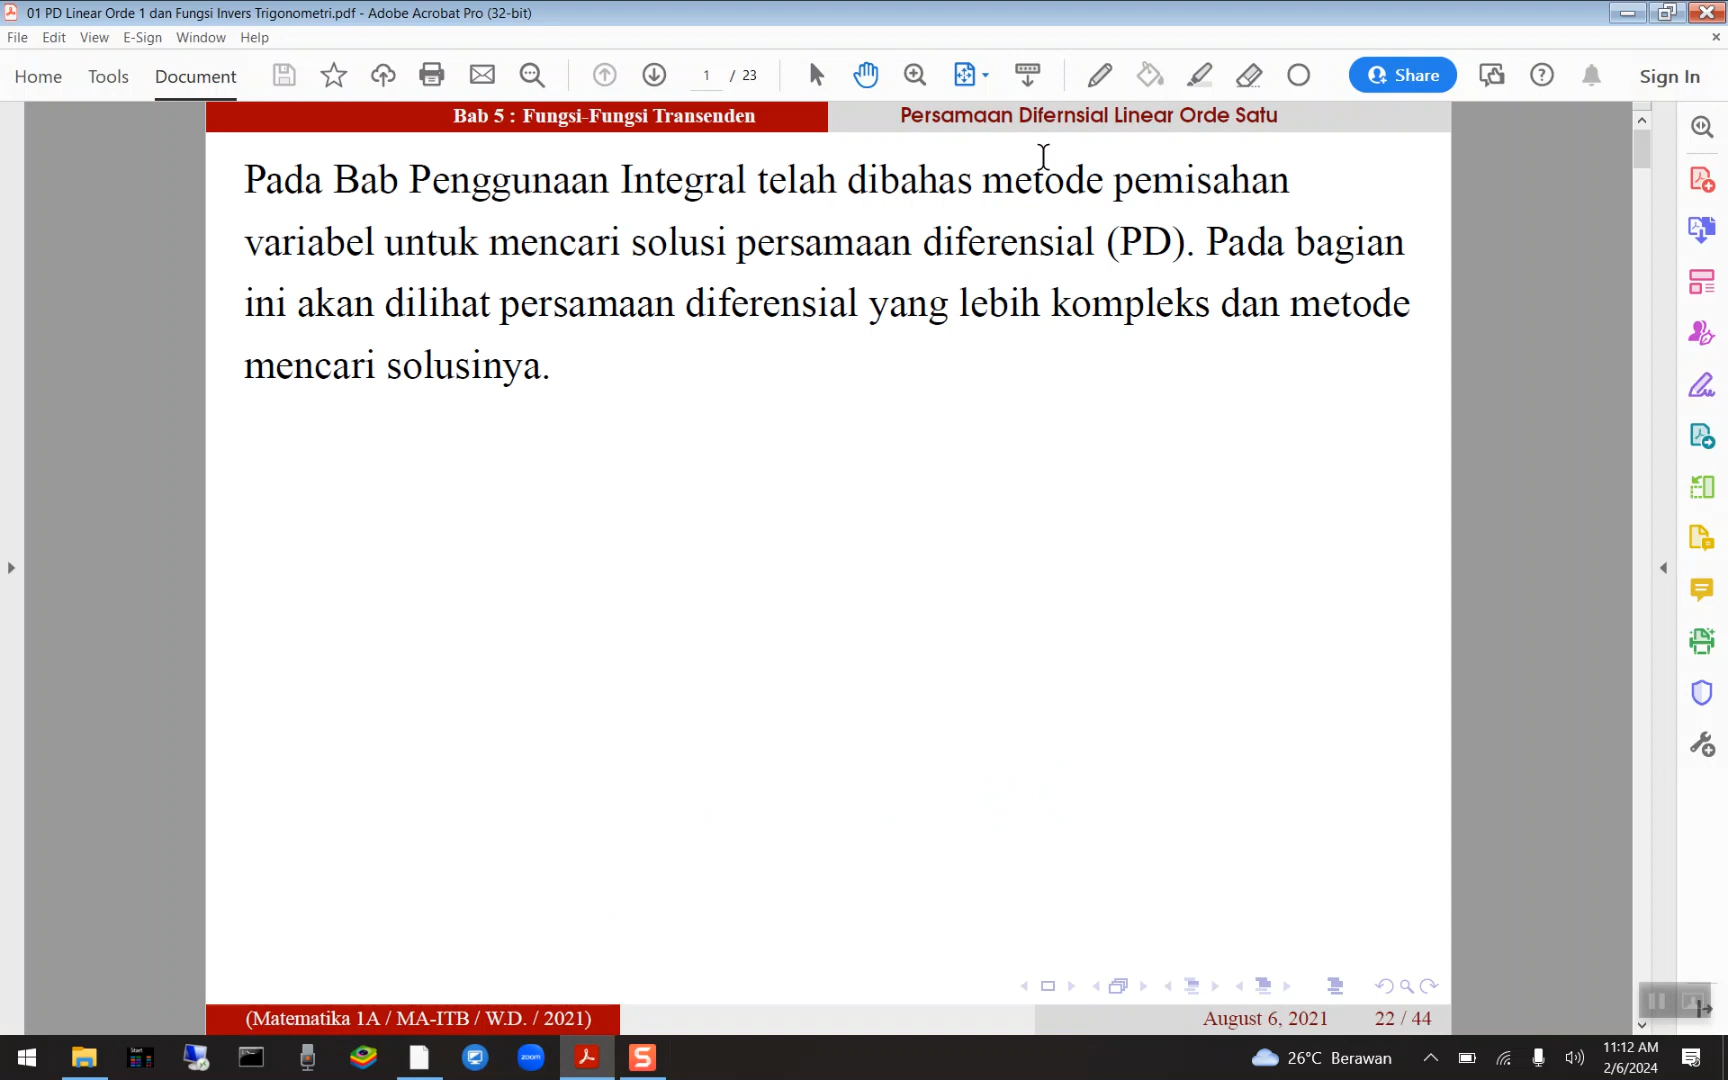 01 PD Linear Orde 1 dan Fungsi Invers Trigonometri.pdf - Adobe Acrobat Pro (32-bit)
File Edit View E-Sign Window Help
Home Tools Document 1 / 23 Share Sign In
Bab 5 : Fungsi-Fungsi Transenden Persamaan Difernsial Linear Orde Satu
Pada Bab Penggunaan Integral telah dibahas metode pemisahan
variabel untuk mencari solusi persamaan diferensial (PD). Pada bagian
ini akan dilihat persamaan diferensial yang lebih kompleks dan metode
mencari solusinya.
(Matematika 1A / MA-ITB / W.D. / 2021) August 6, 2021 22 / 44
Start zoom 26°C Berawan 11:12 AM
2/6/2024